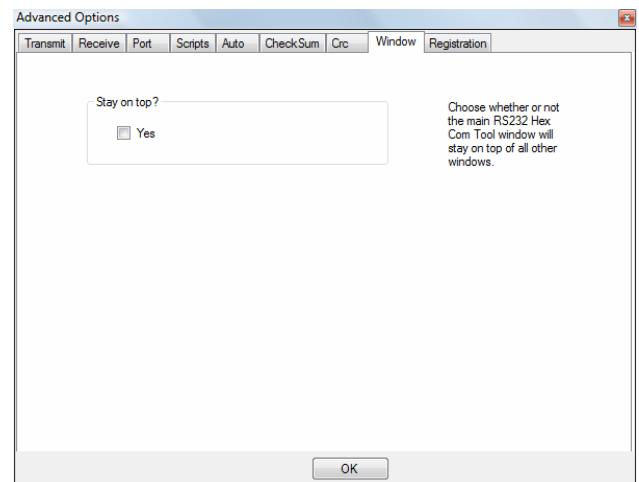 Advanced Options
Transmit Receive Port Scripts Auto CheckSum Crc Window Registration
Stay on top?
Yes
Choose whether or not
the main RS232 Hex
Com Tool window will
stay on top of all other
windows.
OK